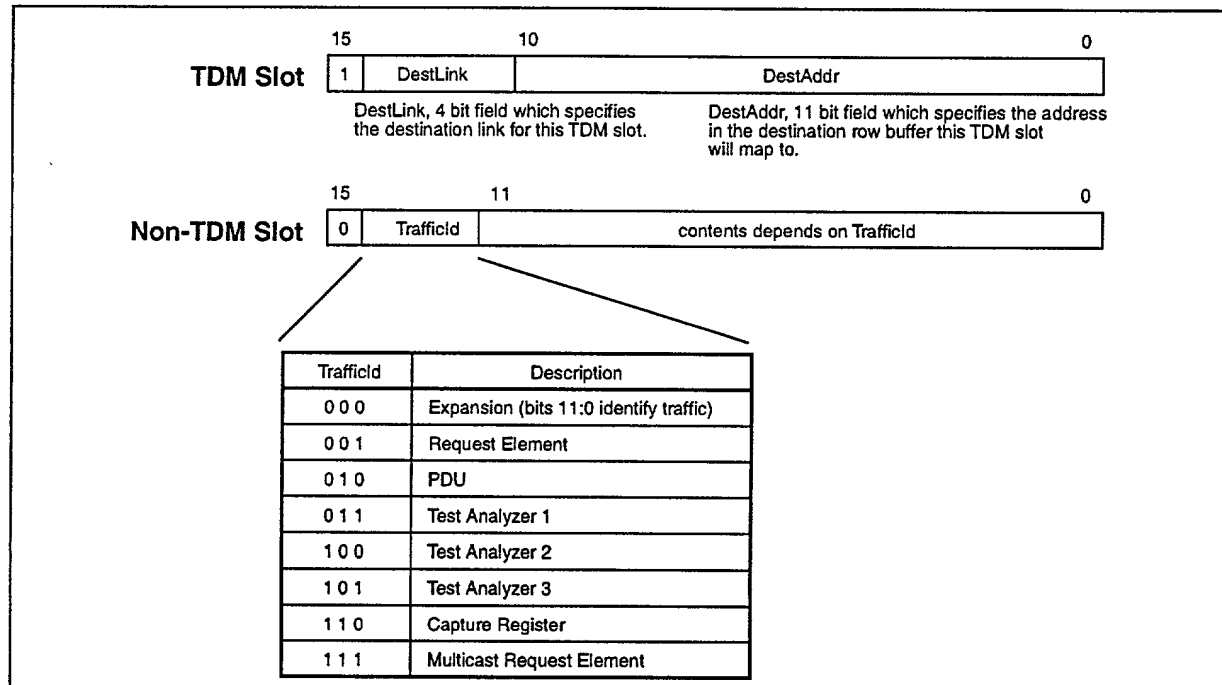 15 10 0
TDM Slot 1 DestLink DestAddr
DestLink, 4 bit field which specifies
the destination link for this TDM slot.
DestAddr, 11 bit field which specifies the address
in the destination row buffer this TDM slot
will map to.
15 11 0
Non-TDM Slot 0 TrafficId contents depends on TrafficId
TrafficId Description
0 0 0 Expansion (bits 11:0 identify traffic)
0 0 1 Request Element
0 1 0 PDU
0 1 1 Test Analyzer 1
1 0 0 Test Analyzer 2
1 0 1 Test Analyzer 3
1 1 0 Capture Register
1 1 1 Multicast Request Element